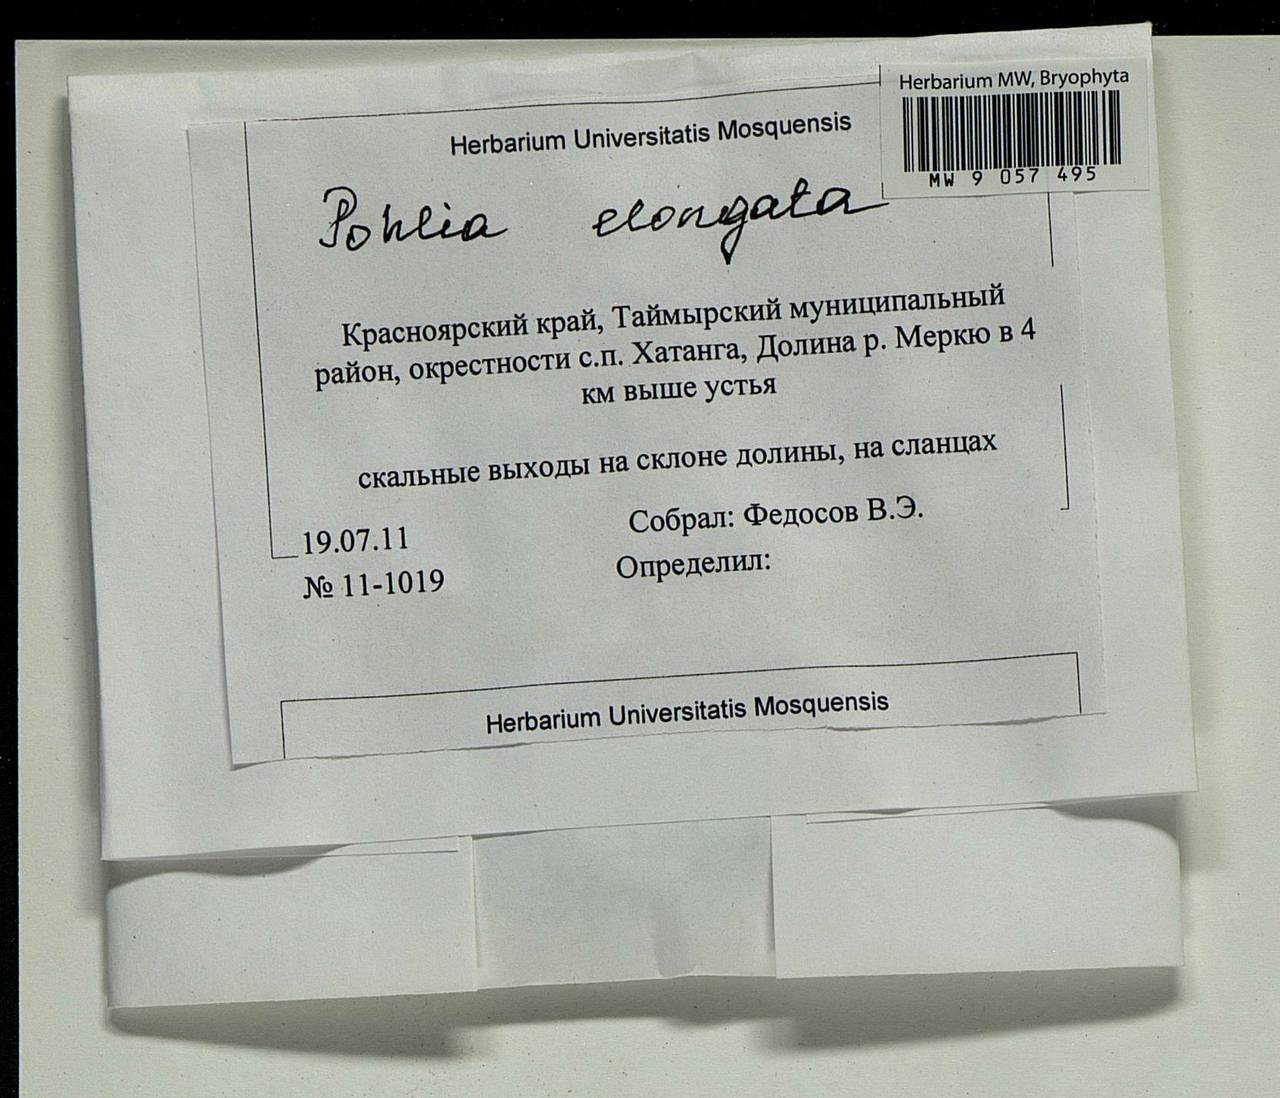 Herbarium MW, Bryophyta
MW 9 057 495
Herbarium Universitatis Mosquensis
Pohlia elongata
Красноярский край, Таймырский муниципальный
район, окрестности с.п. Хатанга, Долина р. Меркю в 4
км выше устья
скальные выходы на склоне долины, на сланцах
19.07.11
Собрал: Федосов В.Э.
№ 11-1019
Определил:
Herbarium Universitatis Mosquensis